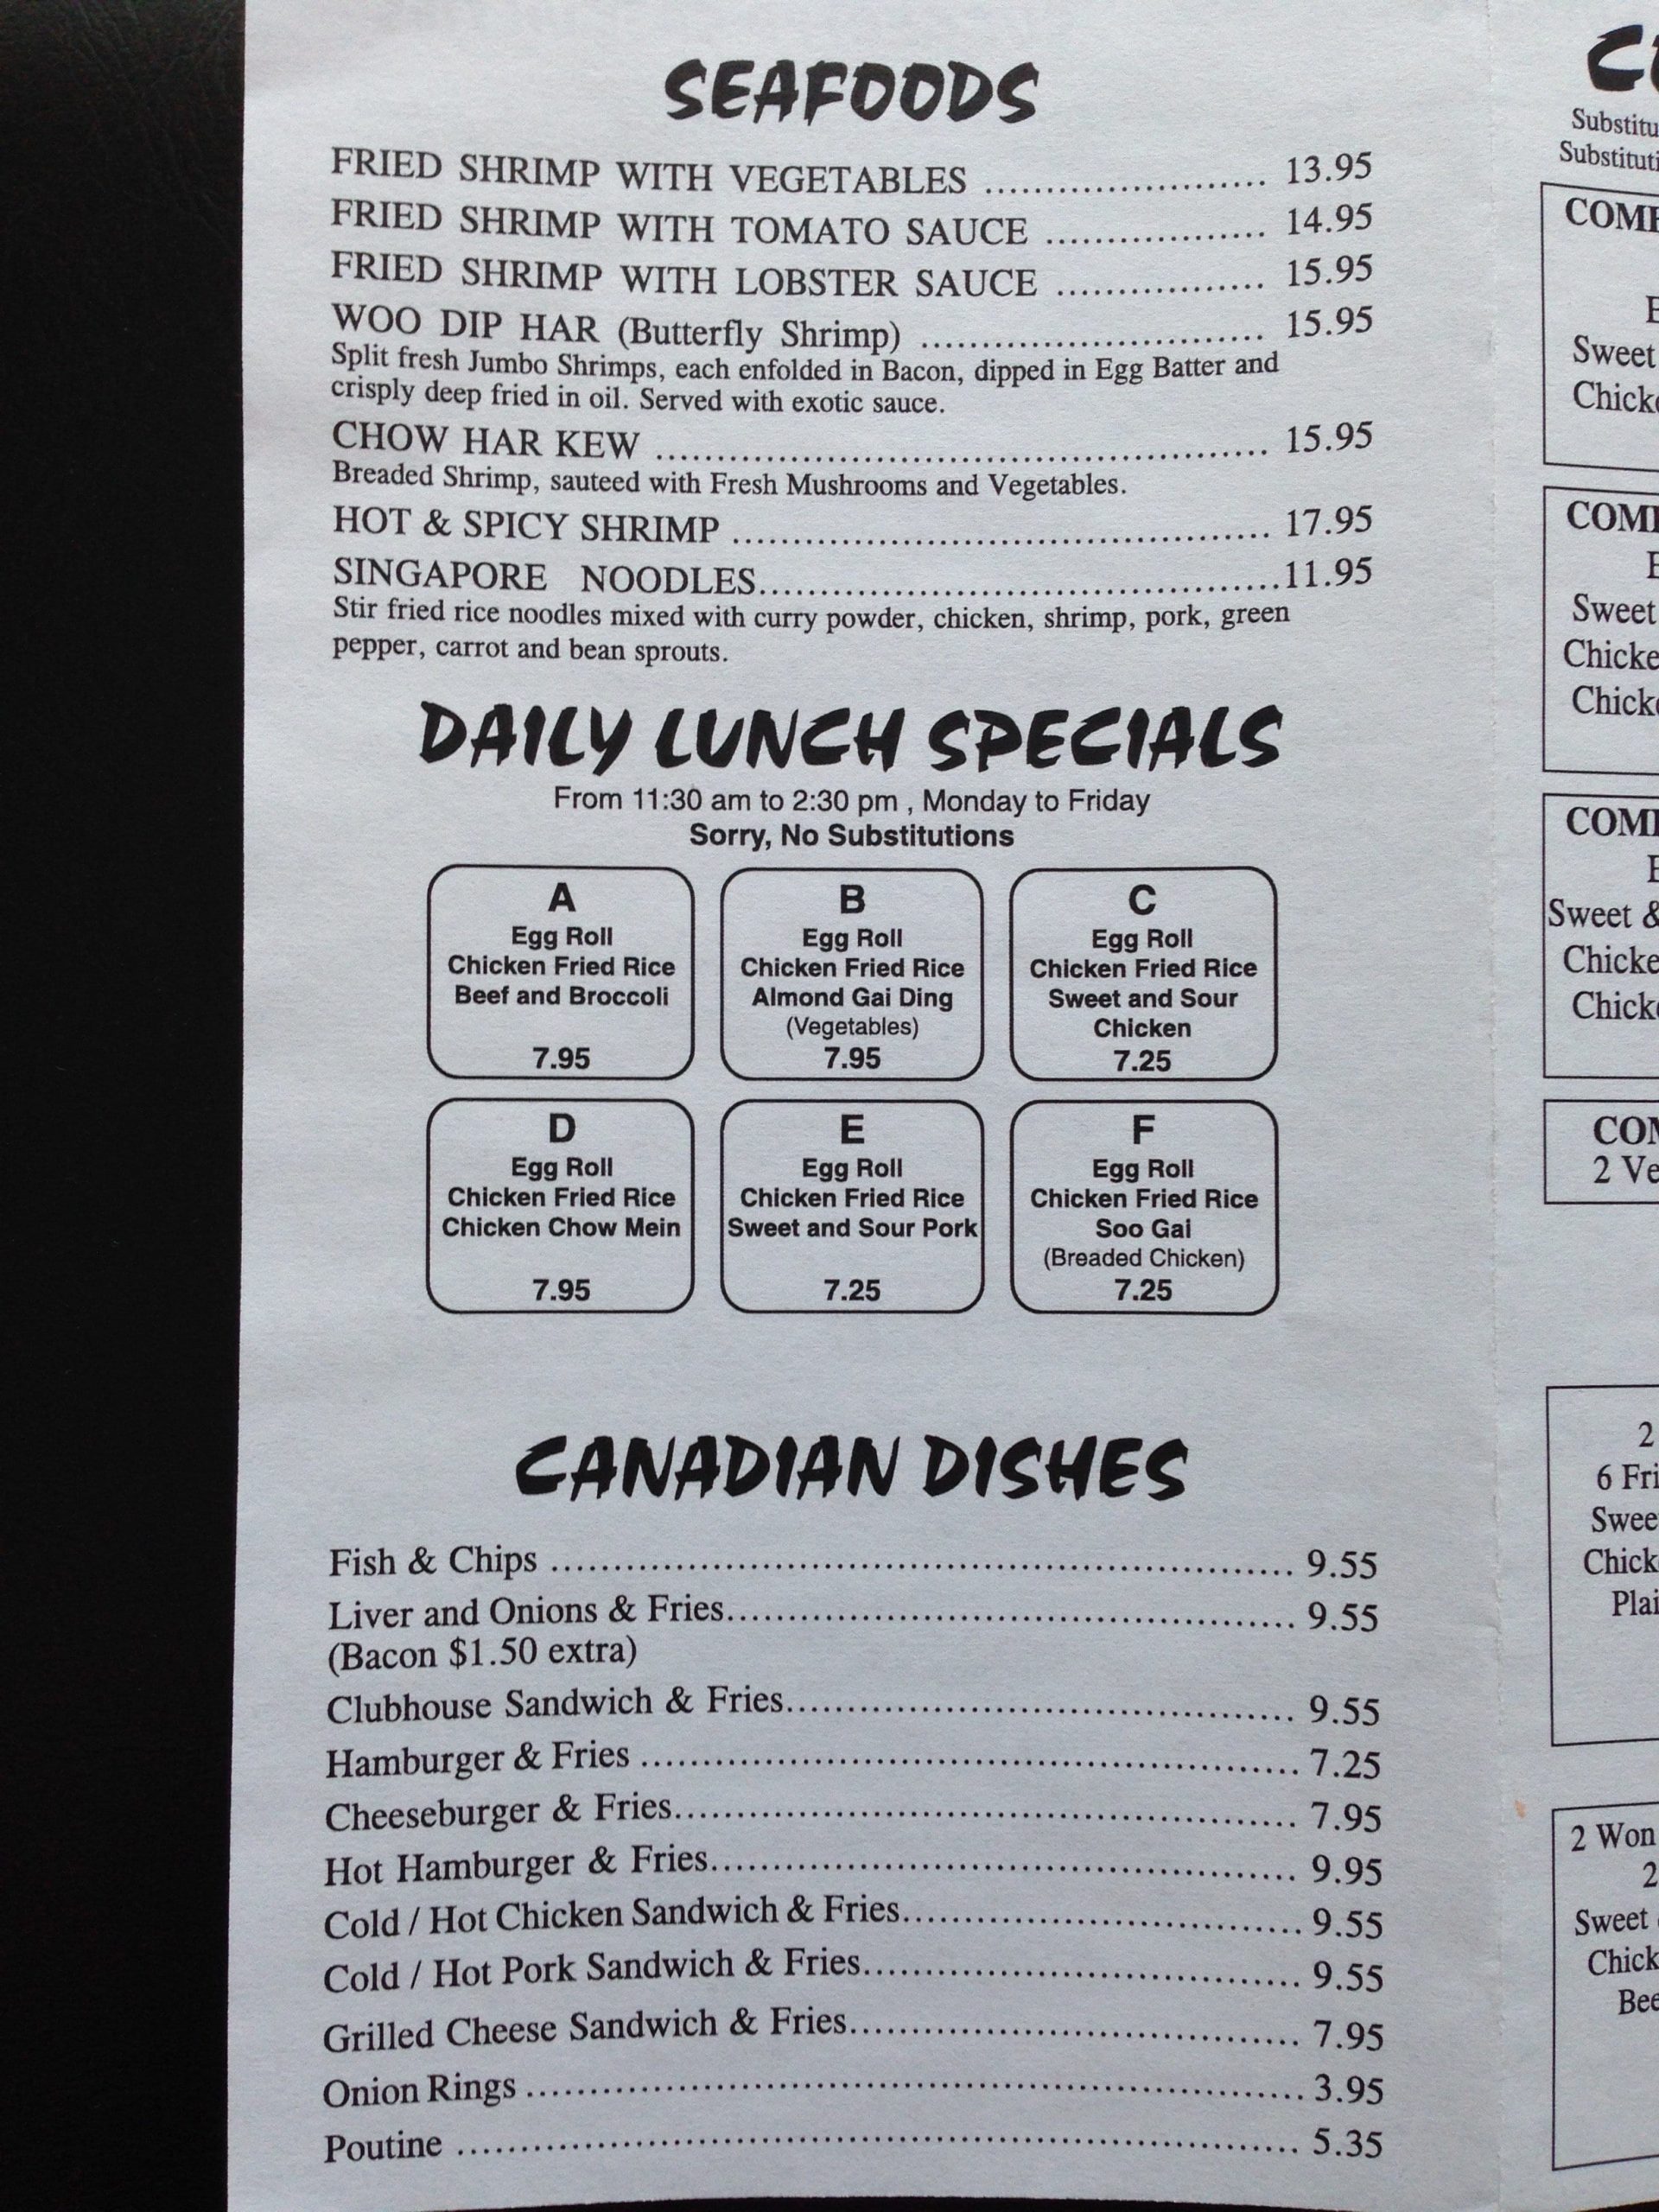 SEAFOODS
FRIED SHRIMP WITH VEGETABLES ....................... 13.95
FRIED SHRIMP WITH TOMATO SAUCE .................. 14.95
FRIED SHRIMP WITH LOBSTER SAUCE ................. 15.95
WOO DIP HAR (Butterfly Shrimp) ............................ 15.95
Split fresh Jumbo Shrimps, each enfolded in Bacon, dipped in Egg Batter and
crisply deep fried in oil. Served with exotic sauce.
CHOW HAR KEW .................................................. 15.95
Breaded Shrimp, sauteed with Fresh Mushrooms and Vegetables.
HOT & SPICY SHRIMP ............................................ 17.95
SINGAPORE NOODLES...........................................11.95
Stir fried rice noodles mixed with curry powder, chicken, shrimp, pork, green
pepper, carrot and bean sprouts.
DAILY LUNCH SPECIALS
From 11:30 am to 2:30 pm , Monday to Friday
Sorry, No Substitutions
A
Egg Roll
Chicken Fried Rice
Beef and Broccoli
7.95
B
Egg Roll
Chicken Fried Rice
Almond Gai Ding
(Vegetables)
7.95
C
Egg Roll
Chicken Fried Rice
Sweet and Sour
Chicken
7.25
D
Egg Roll
Chicken Fried Rice
Chicken Chow Mein
7.95
E
Egg Roll
Chicken Fried Rice
Sweet and Sour Pork
7.25
F
Egg Roll
Chicken Fried Rice
Soo Gai
(Breaded Chicken)
7.25
CANADIAN DISHES
Fish & Chips ............................................................ 9.55
Liver and Onions & Fries.............................................. 9.55
(Bacon $1.50 extra)
Clubhouse Sandwich & Fries......................................... 9.55
Hamburger & Fries ..................................................... 7.25
Cheeseburger & Fries.................................................. 7.95
Hot Hamburger & Fries............................................... 9.95
Cold / Hot Chicken Sandwich & Fries................................ 9.55
Cold / Hot Pork Sandwich & Fries................................... 9.55
Grilled Cheese Sandwich & Fries.................................... 7.95
Onion Rings .............................................................. 3.95
Poutine .................................................................... 5.35
Sweet
Sweet
Sweet &
2
6
2 Won
2
Sweet